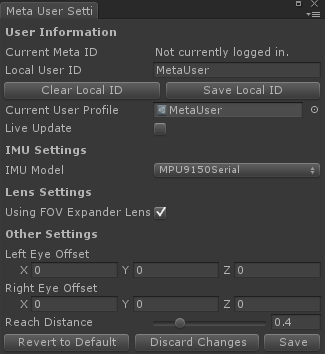 Meta User Setti
User Information
Current Meta ID Not currently logged in.
Local User ID MetaUser
Clear Local ID Save Local ID
Current User Profile MetaUser
Live Update
IMU Settings
IMU Model MPU9150Serial
Lens Settings
Using FOV Expander Lens
Other Settings
Left Eye Offset
X 0 Y 0 Z 0
Right Eye Offset
X 0 Y 0 Z 0
Reach Distance 0.4
Revert to Default Discard Changes Save